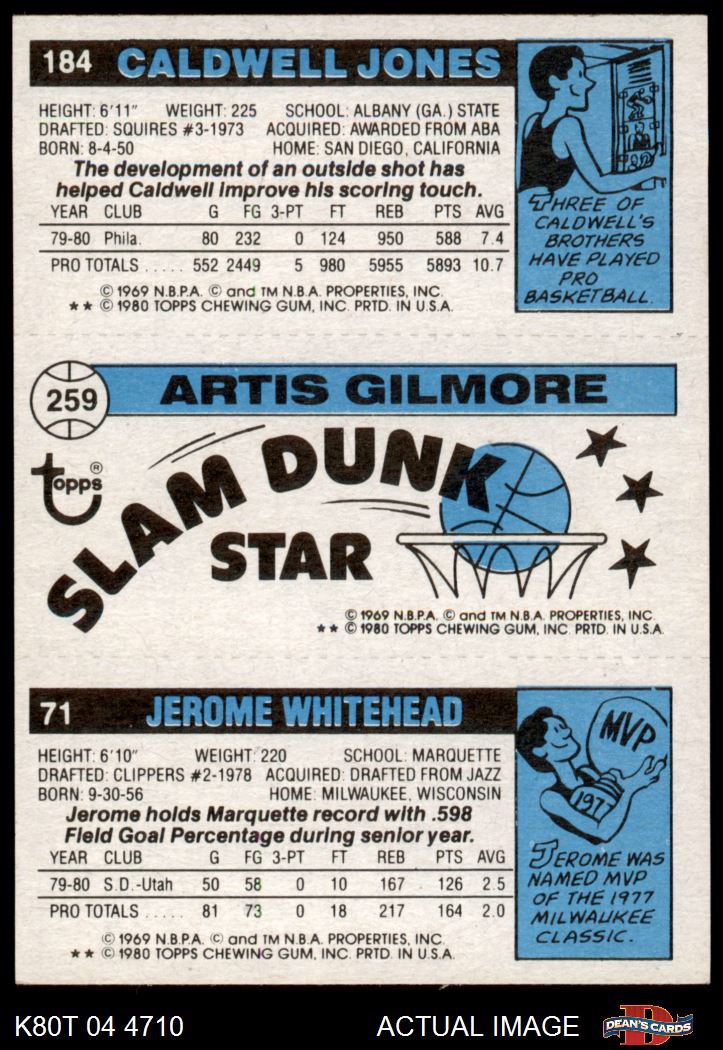 184 CALDWELL JONES
HEIGHT: 6'11" WEIGHT: 225 SCHOOL: ALBANY (GA.) STATE
DRAFTED: SQUIRES #3-1973 ACQUIRED: AWARDED FROM ABA
BORN: 8-4-50 HOME: SAN DIEGO, CALIFORNIA
The development of an outside shot has
helped Caldwell improve his scoring touch.
YEAR CLUB G FG 3-PT FT REB PTS AVG
79-80 Phila. 80 232 0 124 950 588 7.4
PRO TOTALS ..... 552 2449 5 980 5955 5893 10.7
© 1969 N.B.P.A. © and TM N.B.A. PROPERTIES, INC.
** © 1980 TOPPS CHEWING GUM, INC. PRTD. IN U.S.A.
THREE OF
CALDWELL'S
BROTHERS
HAVE PLAYED
PRO
BASKETBALL.
259 ARTIS GILMORE
topps®
SLAM DUNK
STAR
© 1969 N.B.P.A. © and TM N.B.A. PROPERTIES, INC.
** © 1980 TOPPS CHEWING GUM, INC. PRTD. IN U.S.A.
71 JEROME WHITEHEAD
HEIGHT: 6'10" WEIGHT: 220 SCHOOL: MARQUETTE
DRAFTED: CLIPPERS #2-1978 ACQUIRED: DRAFTED FROM JAZZ
BORN: 9-30-56 HOME: MILWAUKEE, WISCONSIN
Jerome holds Marquette record with .598
Field Goal Percentage during senior year.
YEAR CLUB G FG 3-PT FT REB PTS AVG
79-80 S.D.-Utah 50 58 0 10 167 126 2.5
PRO TOTALS ..... 81 73 0 18 217 164 2.0
© 1969 N.B.P.A. © and TM N.B.A. PROPERTIES, INC.
** © 1980 TOPPS CHEWING GUM, INC. PRTD. IN U.S.A.
MVP
1977
JEROME WAS
NAMED MVP
OF THE 1977
MILWAUKEE
CLASSIC.
K80T 04 4710 ACTUAL IMAGE D DEAN'S CARDS